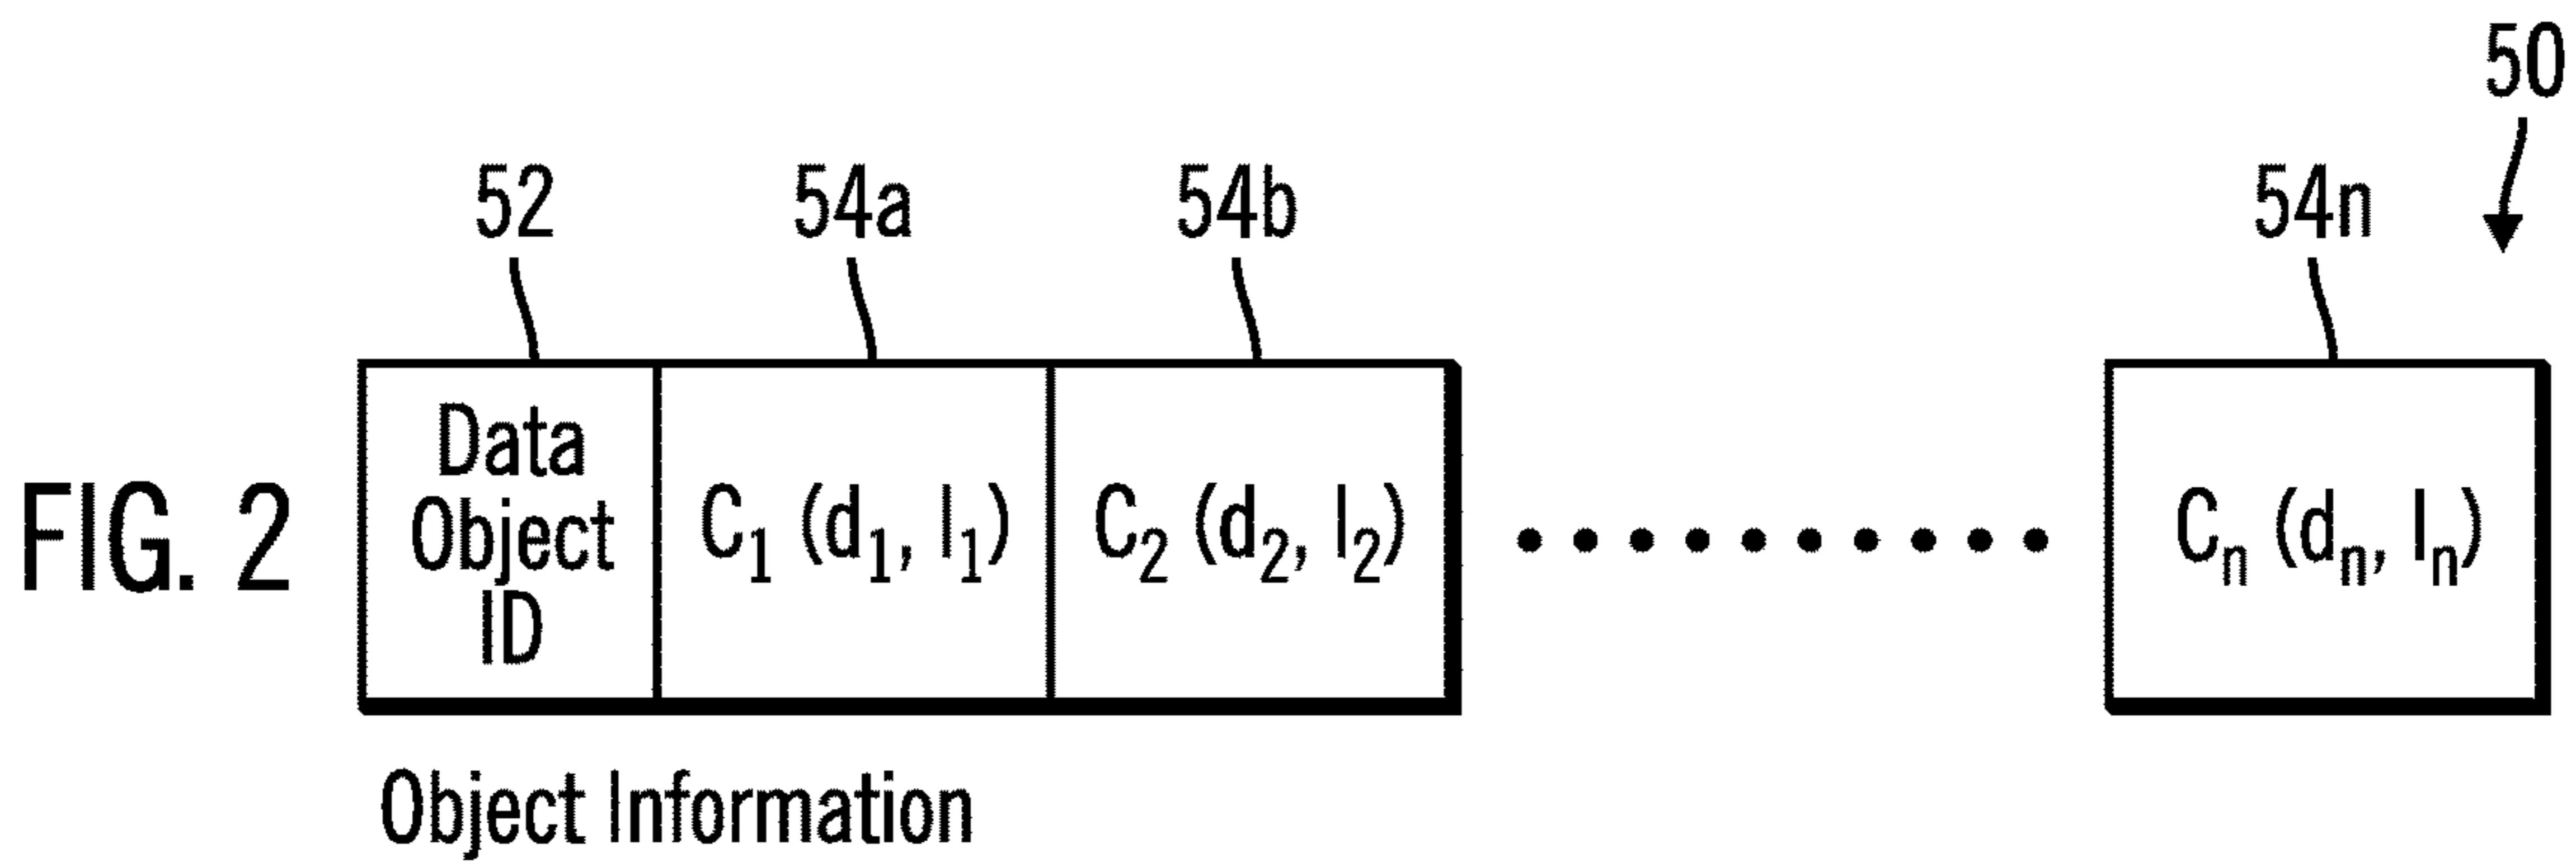 50
52 54a 54b 54n
FIG. 2
Data Object ID
C₁ (d₁, l₁)
C₂ (d₂, l₂)
Cₙ (dₙ, lₙ)
Object Information